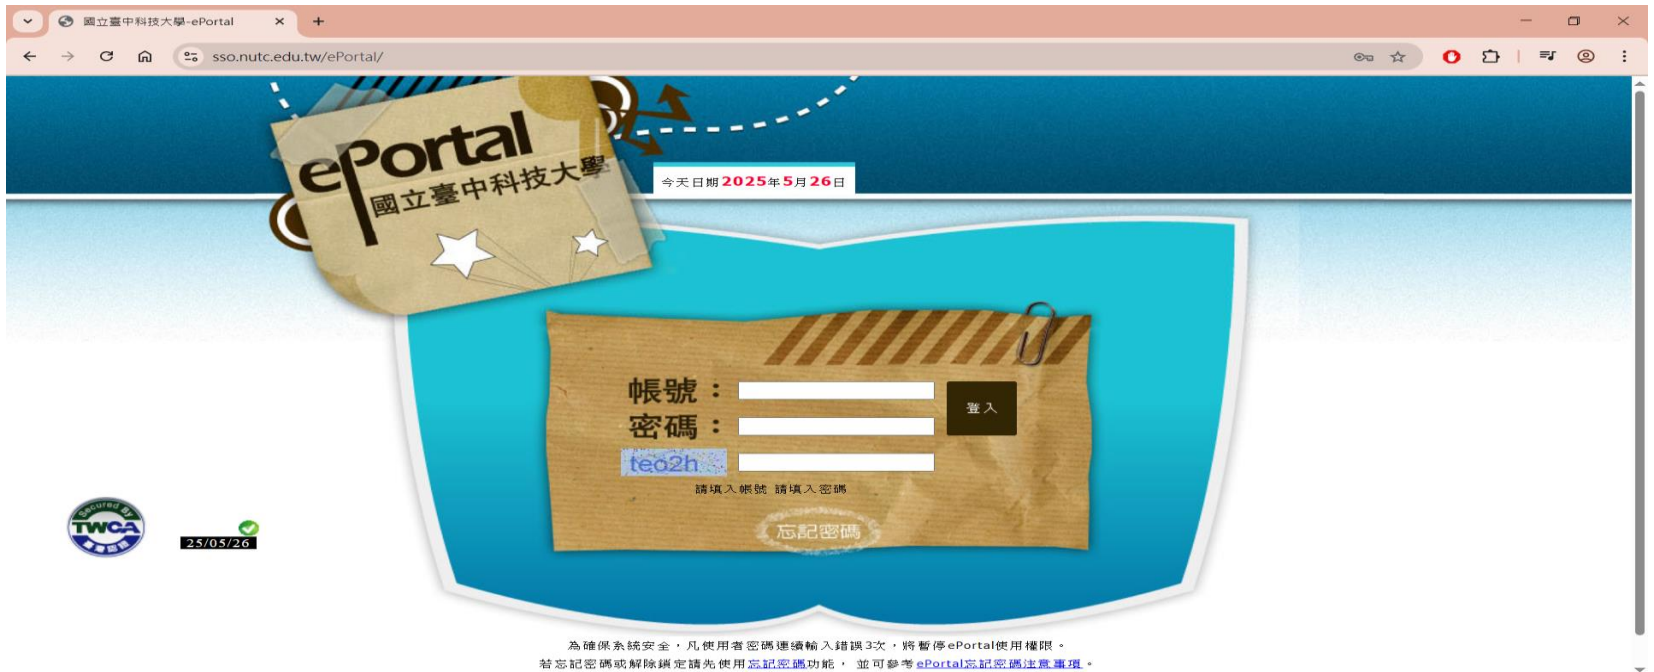 國立臺中科技大學-ePortal
sso.nutc.edu.tw/ePortal/
ePortal
國立臺中科技大學
今天日期2025年5月26日
帳號：
登入
密碼：
teo2h
請填入帳號 請填入密碼
忘記密碼
Secured By
TWCA
25/05/26
為確保系統安全，凡使用者密碼連續輸入錯誤3次，將暫停ePortal使用權限。
若忘記密碼或解除鎖定請先使用忘記密碼功能， 並可參考ePortal忘記密碼注意事項。